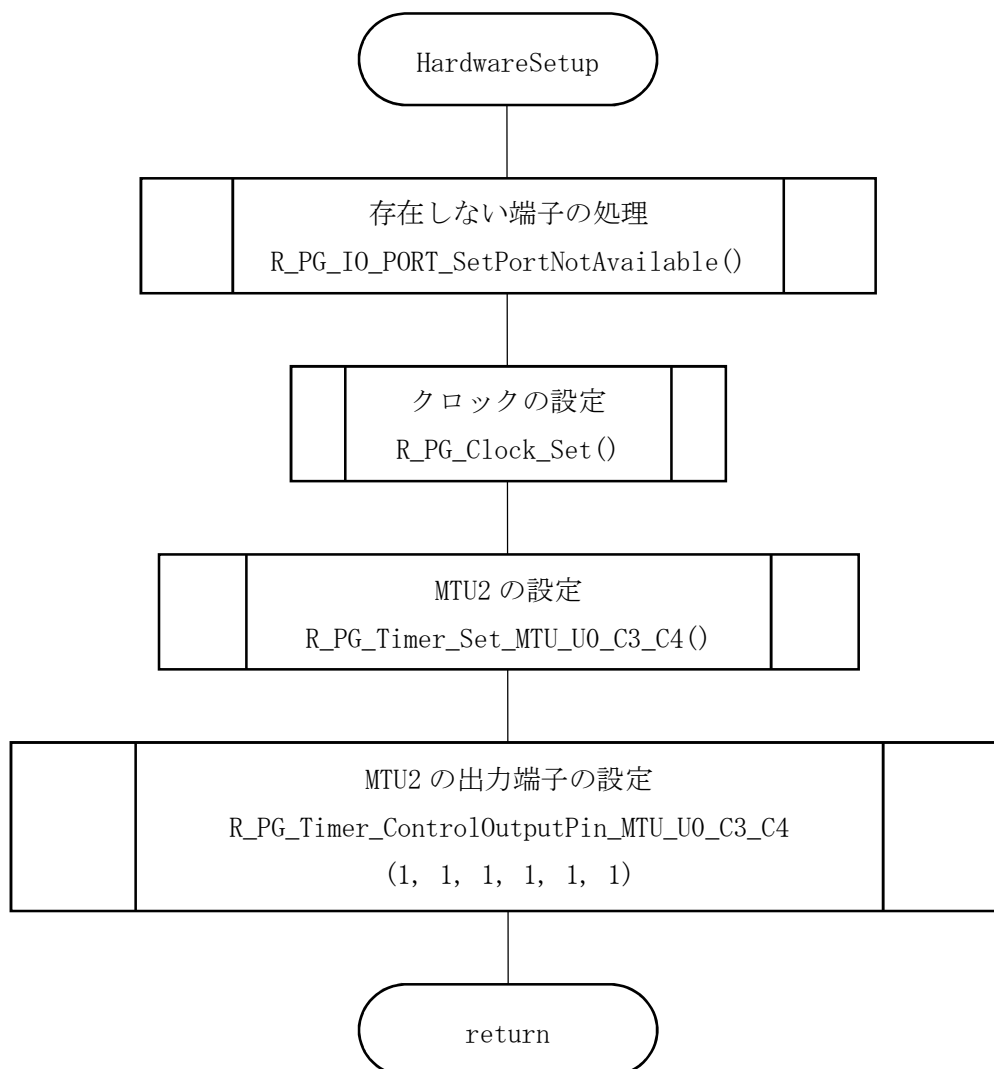 HardwareSetup
存在しない端子の処理
R_PG_IO_PORT_SetPortNotAvailable()
クロックの設定
R_PG_Clock_Set()
MTU2 の設定
R_PG_Timer_Set_MTU_U0_C3_C4()
MTU2 の出力端子の設定
R_PG_Timer_ControlOutputPin_MTU_U0_C3_C4
(1, 1, 1, 1, 1, 1)
return